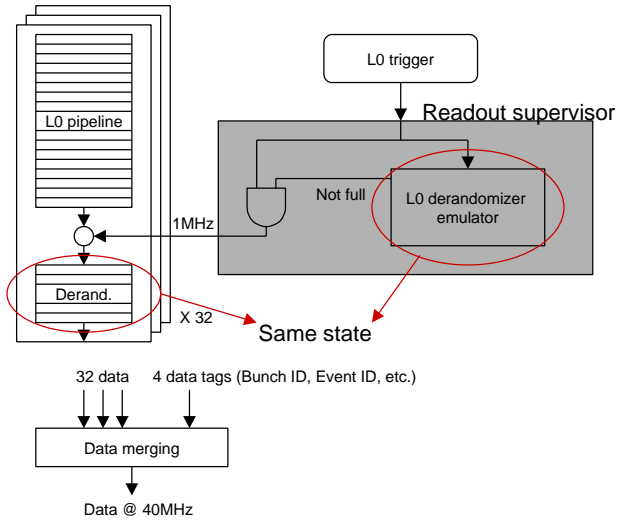 L0 trigger
Readout supervisor
L0 pipeline
Not full
L0 derandomizer
emulator
1MHz
Derand.
X 32
Same state
32 data
4 data tags (Bunch ID, Event ID, etc.)
Data merging
Data @ 40MHz